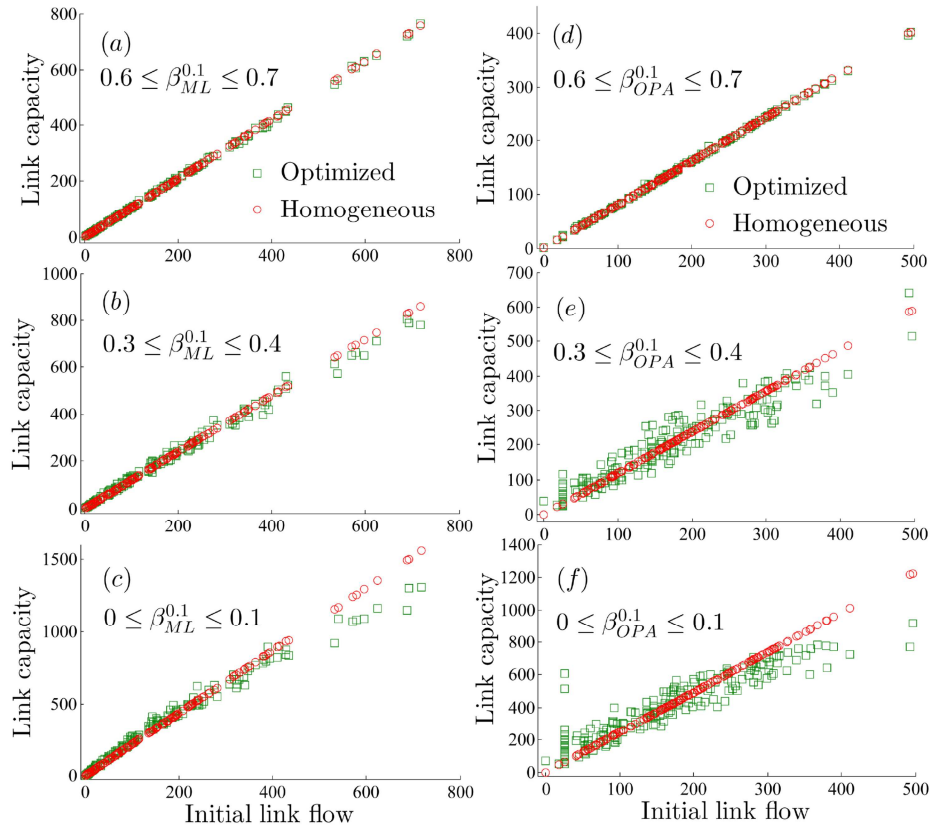 800
600
400
200
0
0
200
400
600
800
Link capacity
(a)
0.6 ≤ β_{ML}^{0.1} ≤ 0.7
Optimized
Homogeneous
400
300
200
100
0
0
100
200
300
400
500
Link capacity
(d)
0.6 ≤ β_{OPA}^{0.1} ≤ 0.7
Optimized
Homogeneous
1000
800
600
400
200
0
0
200
400
600
800
Link capacity
(b)
0.3 ≤ β_{ML}^{0.1} ≤ 0.4
700
600
500
400
300
200
100
0
0
100
200
300
400
500
Link capacity
(e)
0.3 ≤ β_{OPA}^{0.1} ≤ 0.4
1500
1000
500
0
0
200
400
600
800
Link capacity
(c)
0 ≤ β_{ML}^{0.1} ≤ 0.1
Initial link flow
1400
1200
1000
800
600
400
200
0
0
100
200
300
400
500
Link capacity
(f)
0 ≤ β_{OPA}^{0.1} ≤ 0.1
Initial link flow